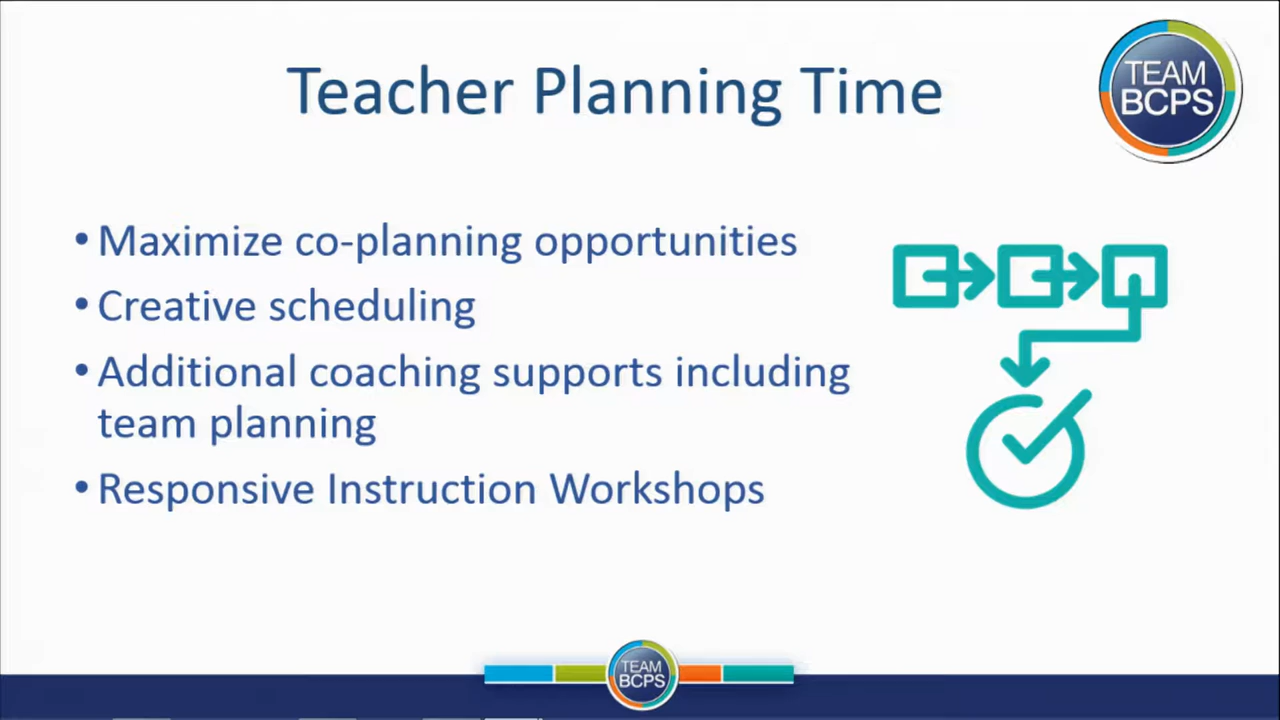 Teacher Planning Time
TEAM
BCPS
• Maximize co-planning opportunities
• Creative scheduling
• Additional coaching supports including
team planning
• Responsive Instruction Workshops
TEAM
BCPS